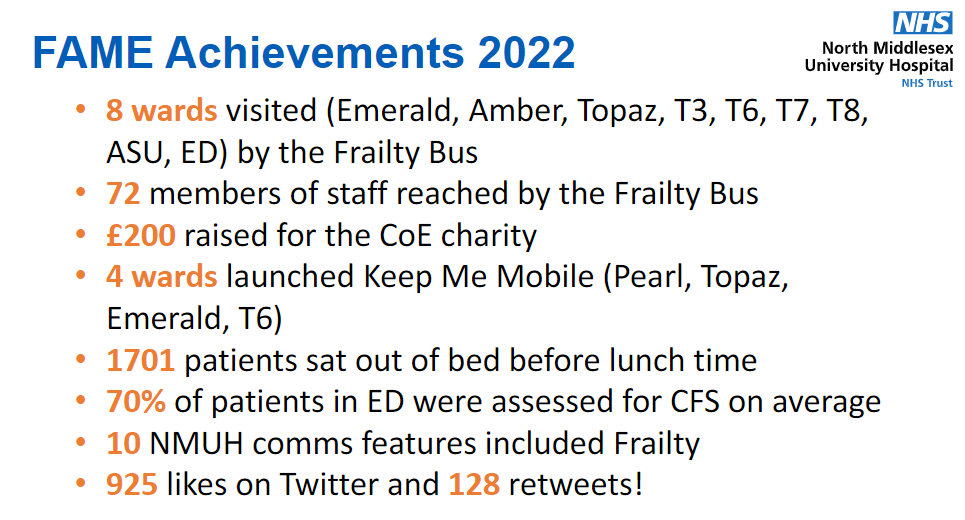 FAME Achievements 2022
NHS
North Middlesex
University Hospital
NHS Trust
• 8 wards visited (Emerald, Amber, Topaz, T3, T6, T7, T8,
ASU, ED) by the Frailty Bus
• 72 members of staff reached by the Frailty Bus
• £200 raised for the CoE charity
• 4 wards launched Keep Me Mobile (Pearl, Topaz,
Emerald, T6)
• 1701 patients sat out of bed before lunch time
• 70% of patients in ED were assessed for CFS on average
• 10 NMUH comms features included Frailty
• 925 likes on Twitter and 128 retweets!